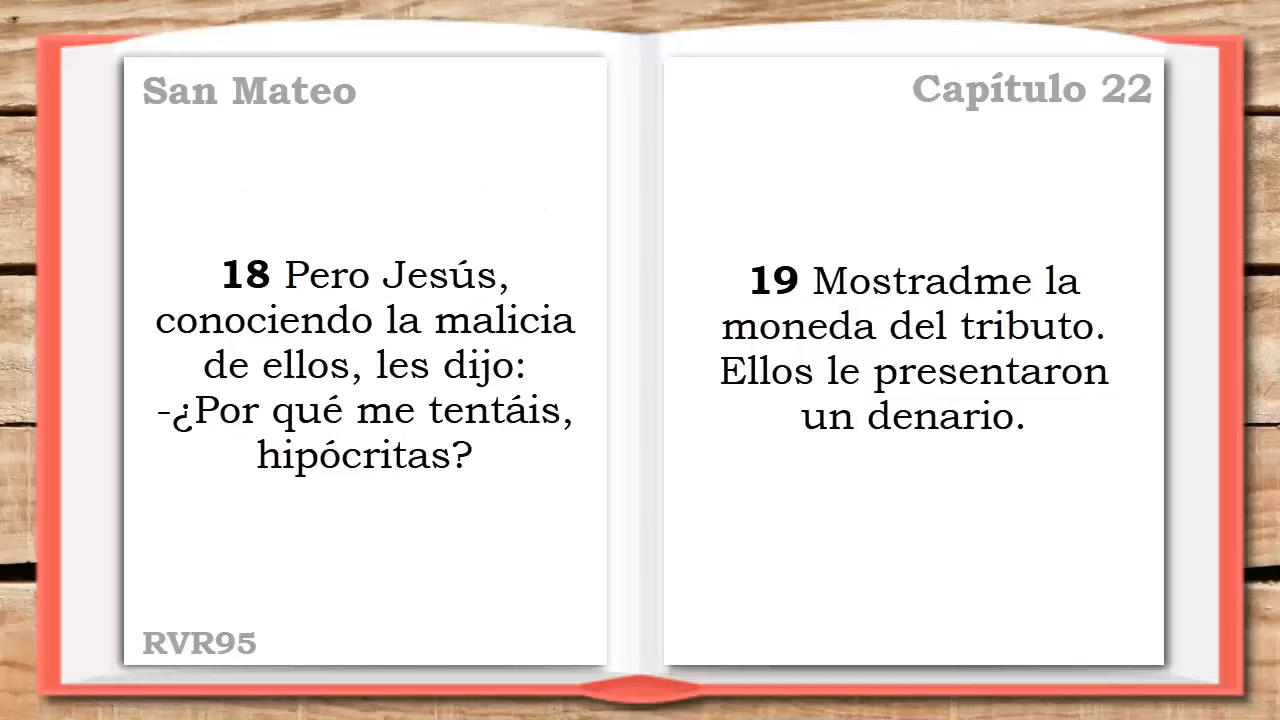 San Mateo
18 Pero Jesús,
conociendo la malicia
de ellos, les dijo:
-¿Por qué me tentáis,
hipócritas?
RVR95
Capítulo 22
19 Mostradme la
moneda del tributo.
Ellos le presentaron
un denario.